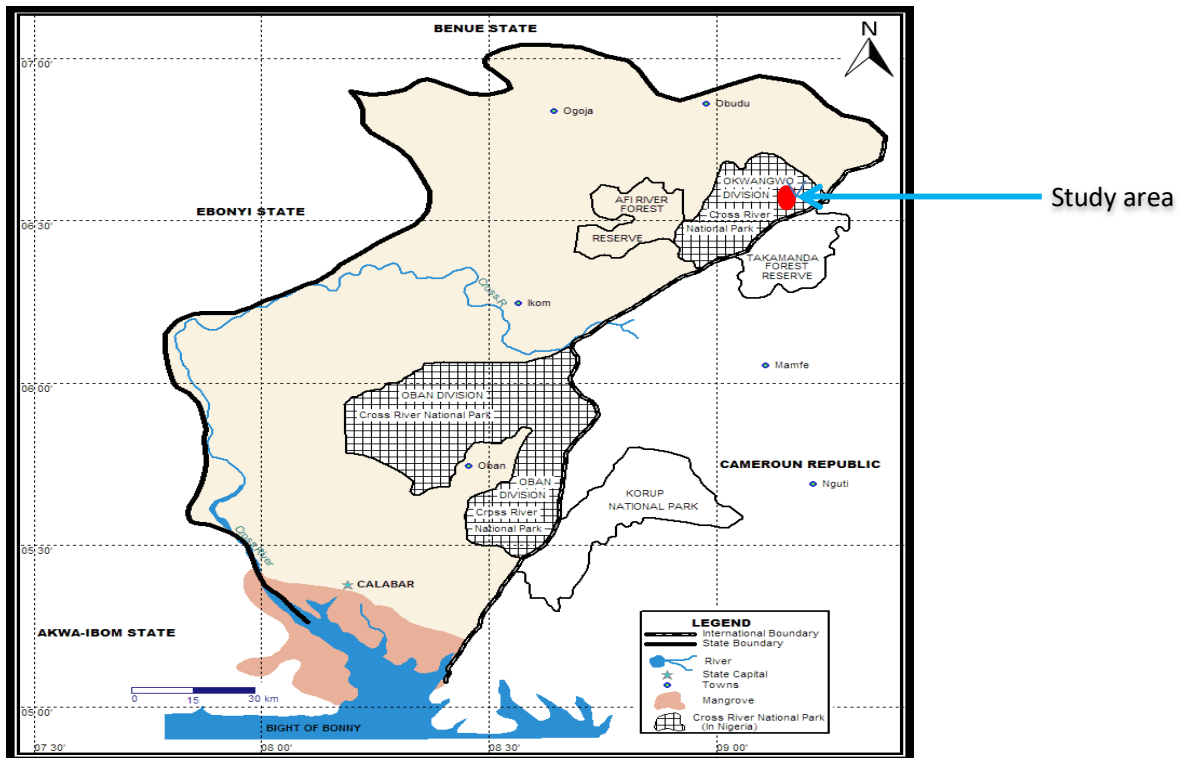 BENUE STATE
N
07 00'
Ogoja
Obudu
OKWANGWO
DIVISION
Cross River
National Park
Study area
AFI RIVER
FOREST
RESERVE
EBONYI STATE
06 30'
TAKAMANDA
FOREST
RESERVE
Cross R.
Ikom
Mamfe
06 00'
OBAN DIVISION
Cross River National Park
CAMEROUN REPUBLIC
Oban
OBAN
DIVISION
Cross River
National Park
Nguti
KORUP
NATIONAL PARK
05 30'
Cross River
CALABAR
AKWA-IBOM STATE
LEGEND
International Boundary
State Boundary
River
State Capital
Towns
Mangrove
Cross River National Park
(In Nigeria)
0 15 30 km
05 00'
BIGHT OF BONNY
07 30'
08 00'
08 30'
09 00'